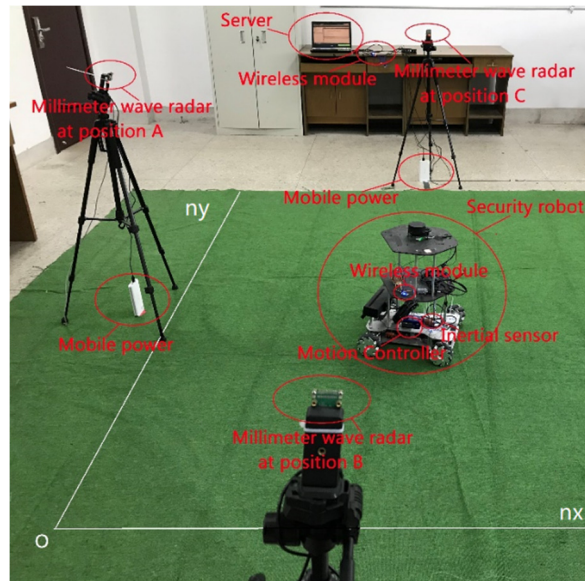 Server
Wireless module
Millimeter wave radar
at position A
Millimeter wave radar
at position C
Mobile power
Security robot
ny
Wireless module
Inertial sensor
Motion Controller
Mobile power
Millimeter wave radar
at position B
nx
O